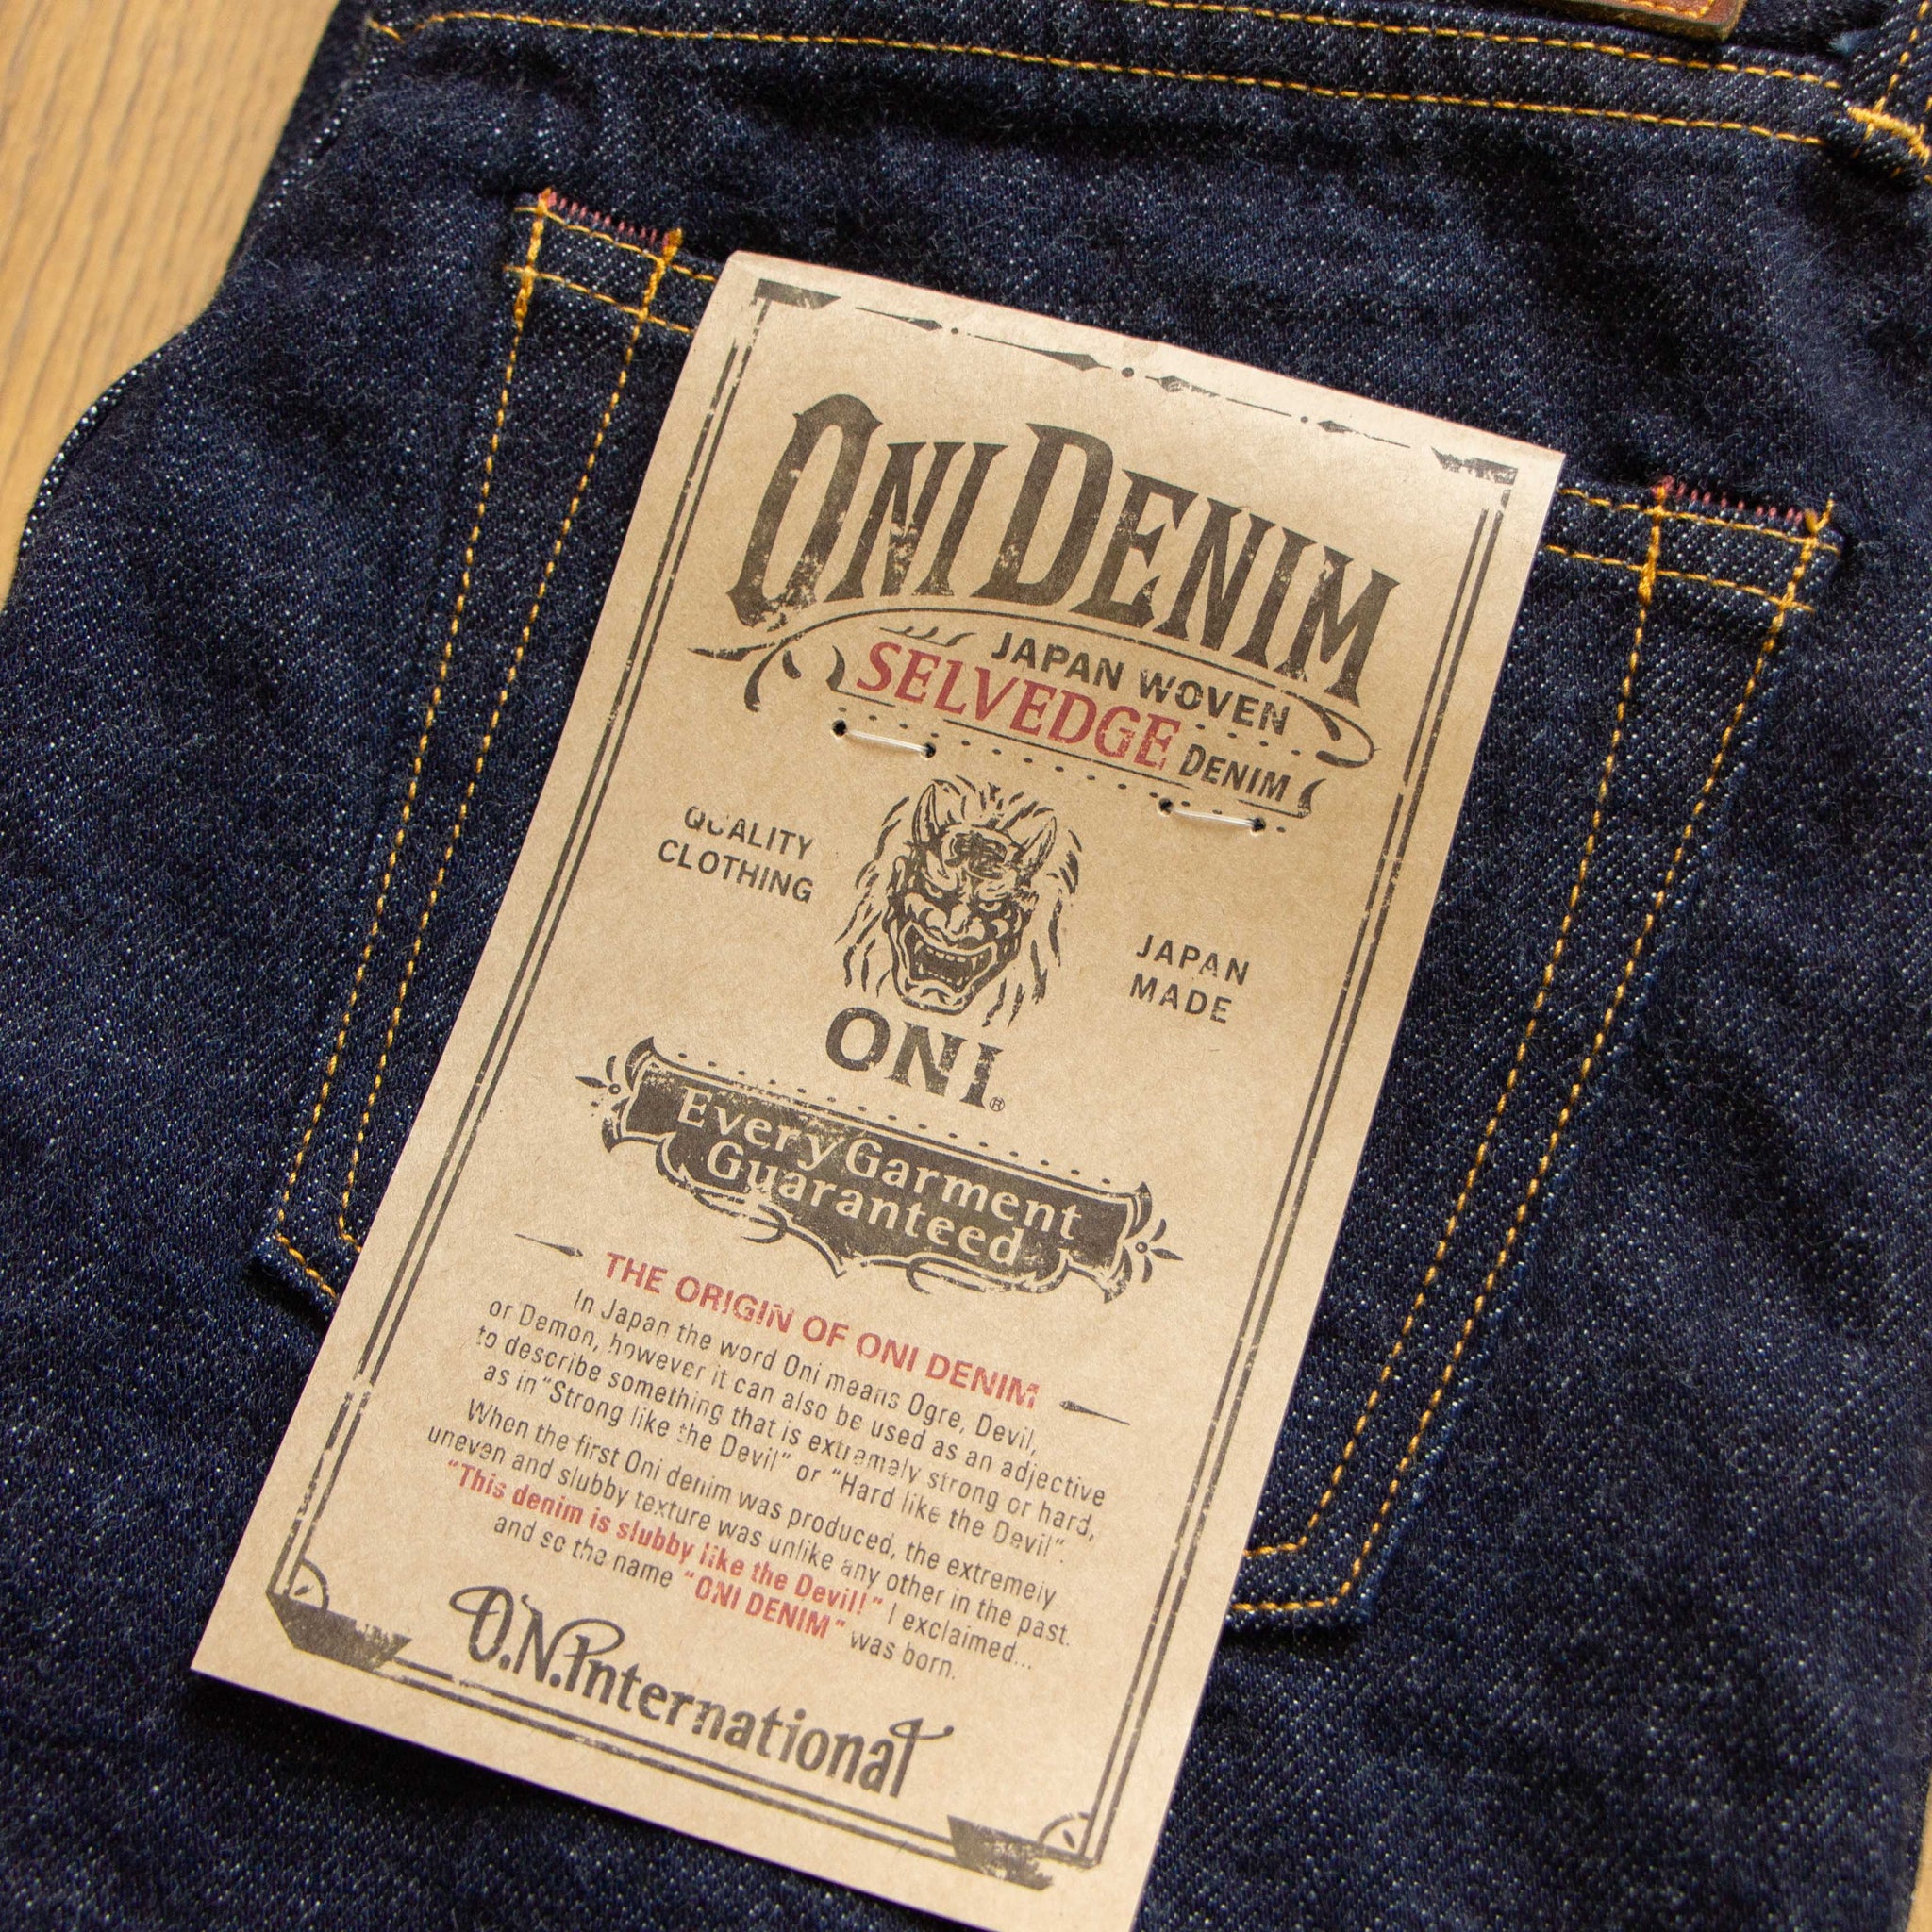 ONI DENIM
JAPAN WOVEN
SELVEDGE DENIM
QUALITY
CLOTHING
JAPAN
MADE
ONI®
Every Garment
Guaranteed
THE ORIGIN OF ONI DENIM
In Japan the word Oni means Ogre, Devil,
or Demon, however it can also be used as an adjective
to describe something that is extremely strong or hard,
as in "Strong like the Devil" or "Hard like the Devil".
When the first Oni denim was produced, the extremely
uneven and slubby texture was unlike any other in the past.
"This denim is slubby like the Devil!" I exclaimed...
and so the name "ONI DENIM" was born.
O.N.International